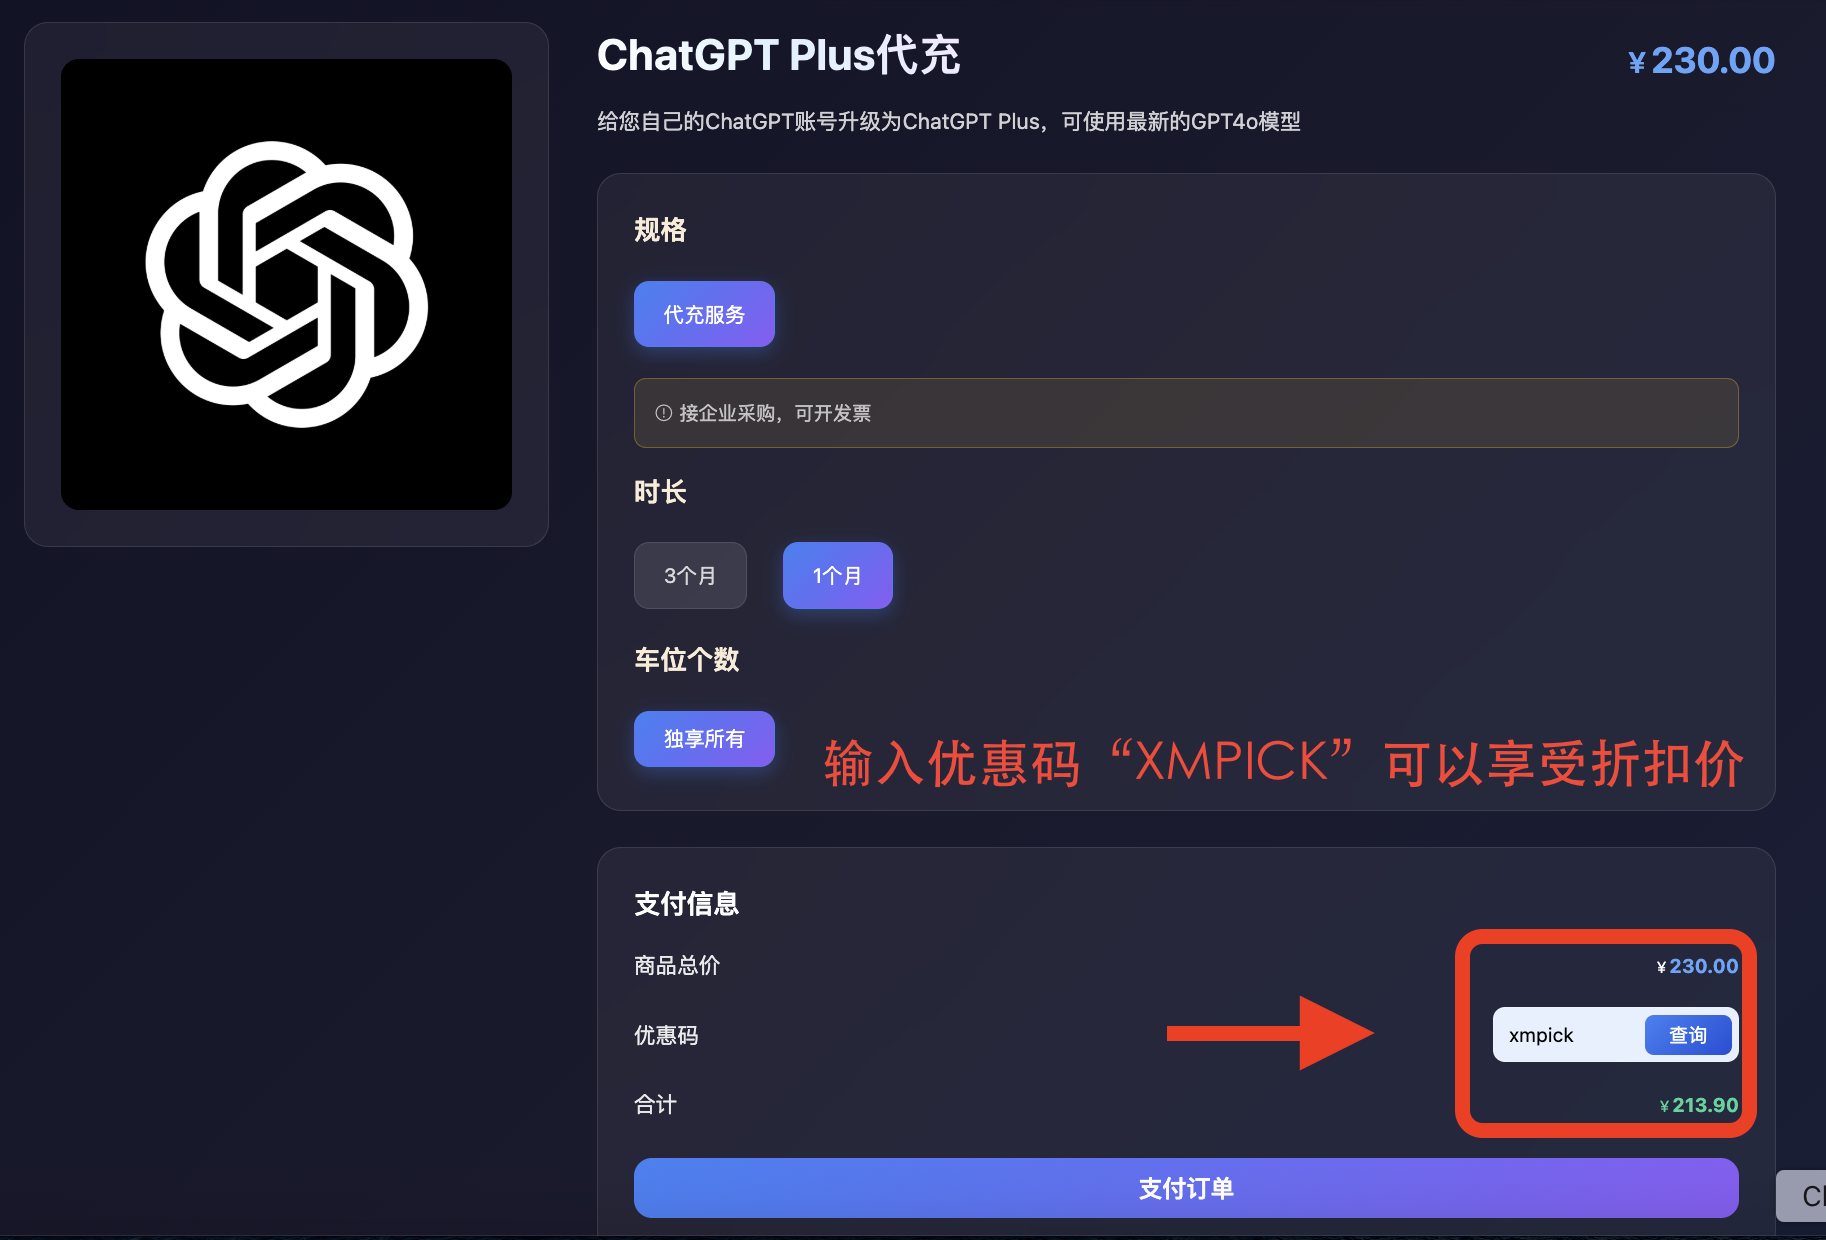 ChatGPT Plus代充
¥230.00
给您自己的ChatGPT账号升级为ChatGPT Plus，可使用最新的GPT4o模型
规格
代充服务
接企业采购，可开发票
时长
3个月
1个月
车位个数
独享所有
输入优惠码“XMPICK”可以享受折扣价
支付信息
商品总价
¥230.00
优惠码
xmpick
查询
合计
¥213.90
支付订单